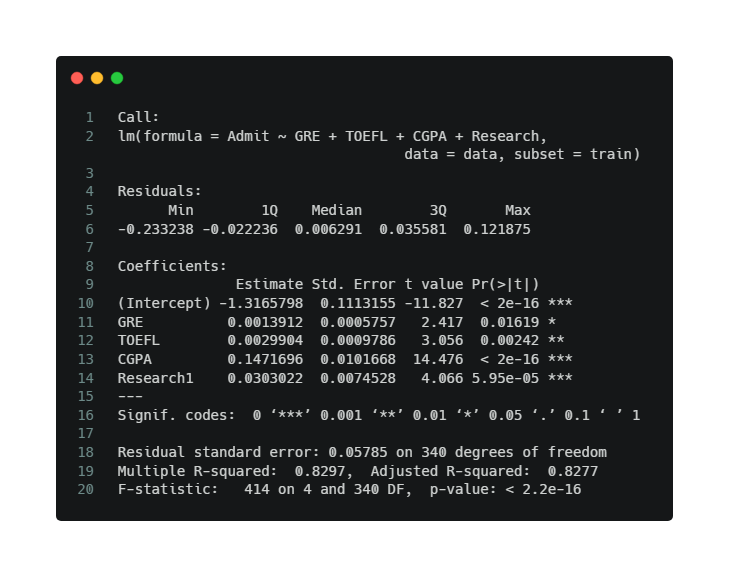 1 Call:
2 lm(formula = Admit ~ GRE + TOEFL + CGPA + Research,
data = data, subset = train)
3
4 Residuals:
5 Min 1Q Median 3Q Max
6 -0.233238 -0.022236 0.006291 0.035581 0.121875
7
8 Coefficients:
9 Estimate Std. Error t value Pr(>|t|)
10 (Intercept) -1.3165798 0.1113155 -11.827 < 2e-16 ***
11 GRE 0.0013912 0.0005757 2.417 0.01619 *
12 TOEFL 0.0029904 0.0009786 3.056 0.00242 **
13 CGPA 0.1471696 0.0101668 14.476 < 2e-16 ***
14 Research1 0.0303022 0.0074528 4.066 5.95e-05 ***
15 ---
16 Signif. codes: 0 ‘***’ 0.001 ‘**’ 0.01 ‘*’ 0.05 ‘.’ 0.1 ‘ ’ 1
17
18 Residual standard error: 0.05785 on 340 degrees of freedom
19 Multiple R-squared: 0.8297, Adjusted R-squared: 0.8277
20 F-statistic: 414 on 4 and 340 DF, p-value: < 2.2e-16